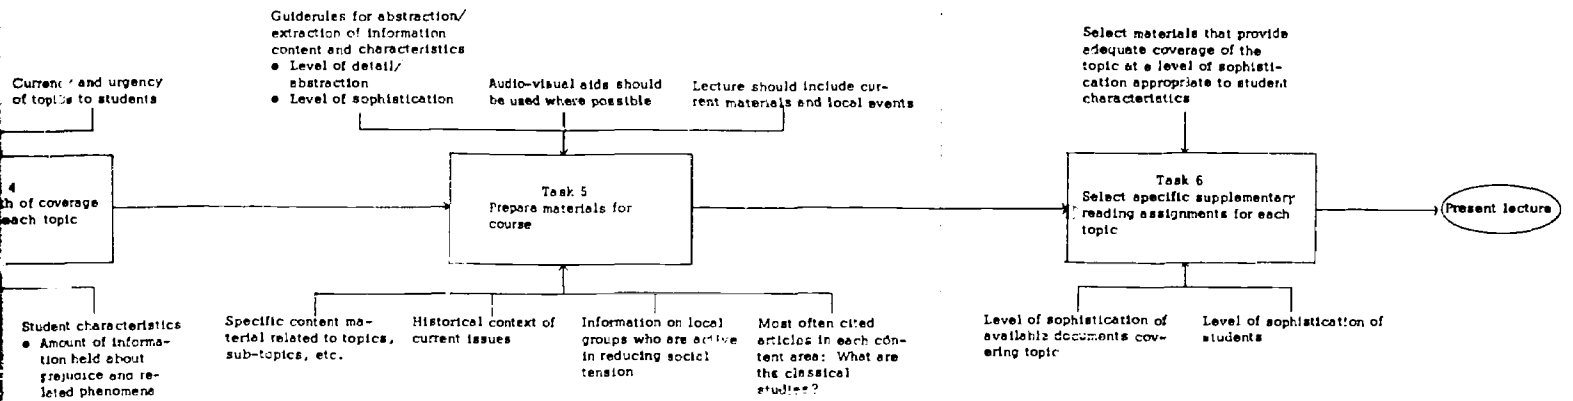 Guiderules for abstraction/
extraction of information
content and characteristics
• Level of detail/
abstraction
• Level of sophistication
Currency and urgency
of topics to students
Audio-visual aids should
be used where possible
Lecture should include cur-
rent materials and local events
Select materials that provide
adequate coverage of the
topic at a level of sophisti-
cation appropriate to student
characteristics
4
th of coverage
each topic
Task 5
Prepara materials for
course
Task 6
Select specific supplementary
reading assignments for each
topic
Present lecture
Student characteristics
• Amount of informa-
tion held about
prejudice and re-
lated phenomena
Specific content ma-
terial related to topics,
sub-topics, etc.
Historical context of
current issues
Information on local
groups who are active
in reducing social
tension
Most often cited
articles in each con-
tent area: What are
the classical
studies?
Level of sophistication of
available documents cov-
ering topic
Level of sophistication of
students